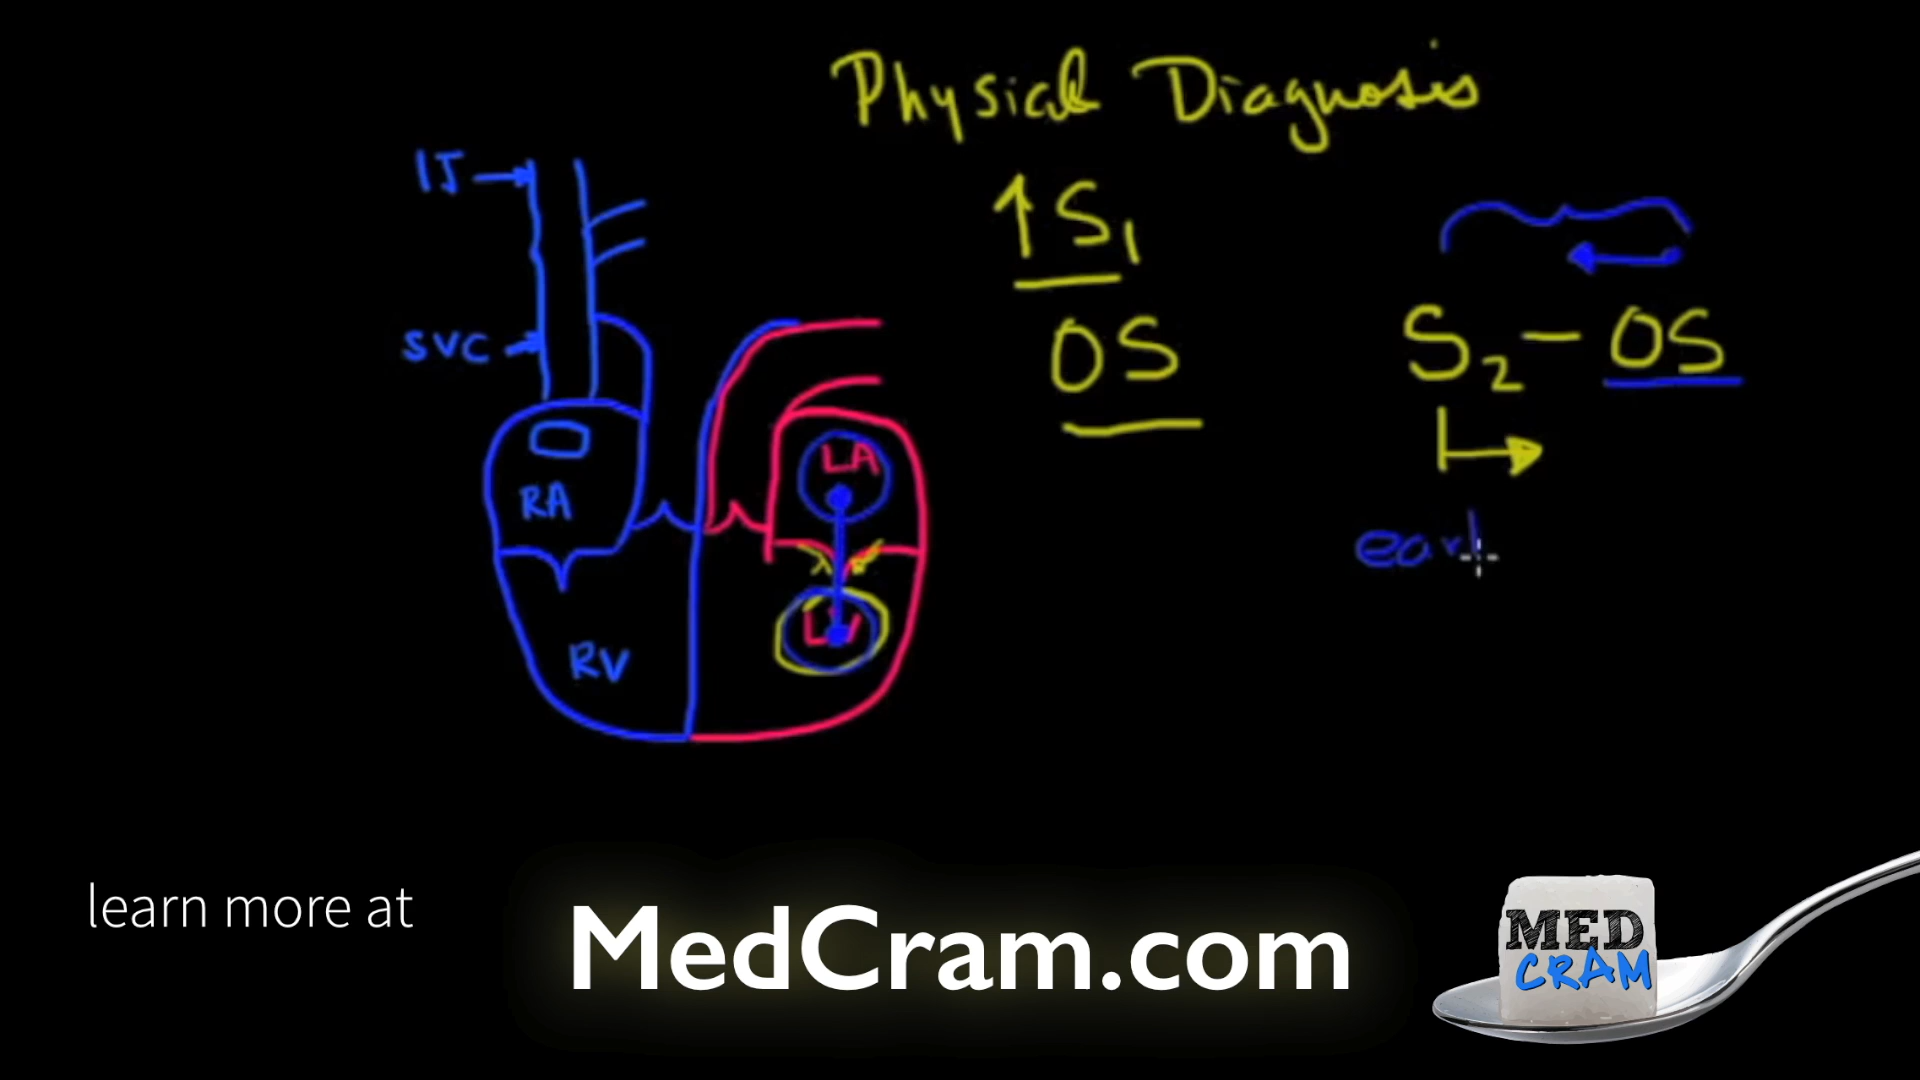 Physical Diagnosis
IJ
↑S₁
SVC
OS
S₂ - OS
LA
RA
earl
LV
RV
learn more at
MedCram.com
MED
CRAM